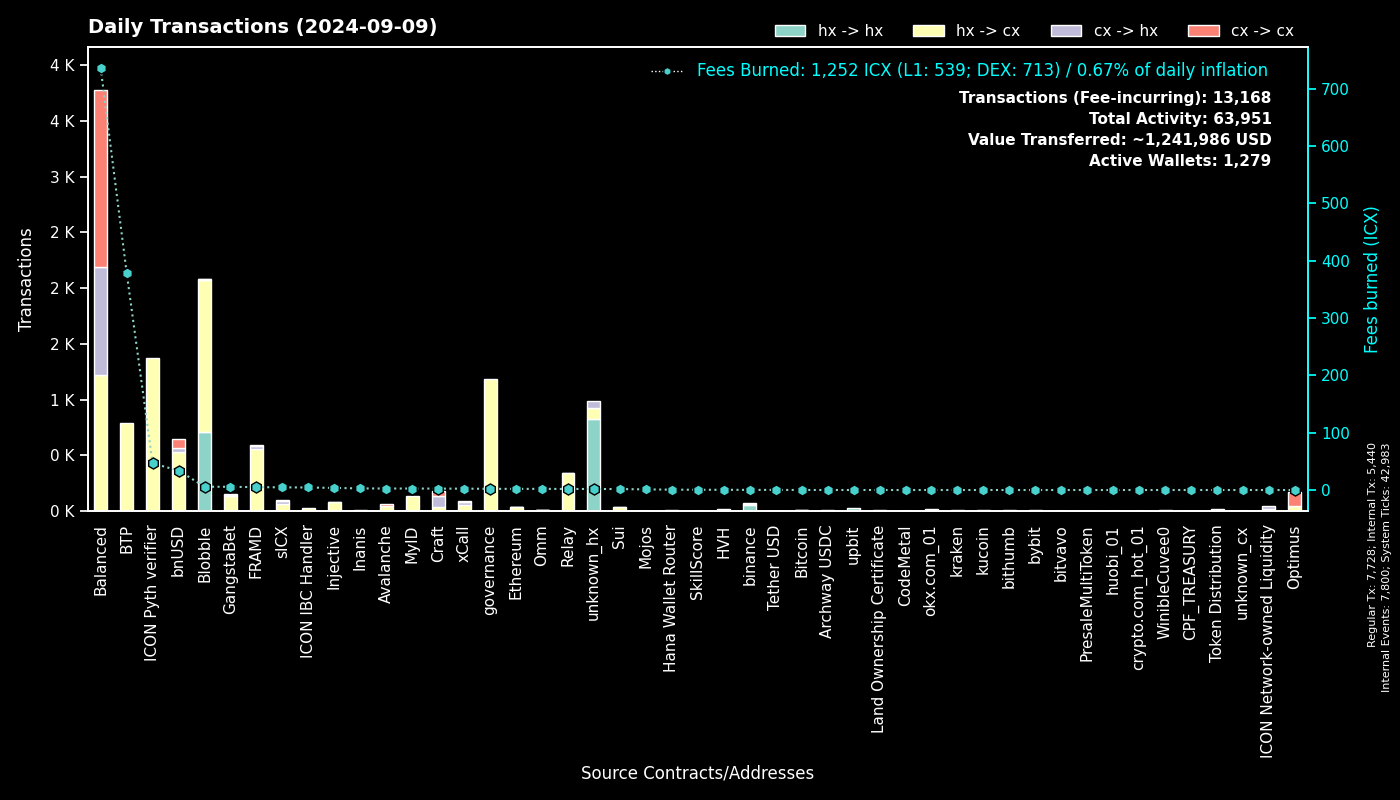 Daily Transactions (2024-09-09)
hx -> hx
hx -> cx
cx -> hx
cx -> cx
Fees Burned: 1,252 ICX (L1: 539; DEX: 713) / 0.67% of daily inflation
Transactions (Fee-incurring): 13,168
Total Activity: 63,951
Value Transferred: ~1,241,986 USD
Active Wallets: 1,279
Transactions
4 K
4 K
3 K
2 K
2 K
2 K
1 K
0 K
0 K
700
600
500
400
300
200
100
0
Fees burned (ICX)
Balanced
BTP
ICON Pyth verifier
bnUSD
Blobble
GangstaBet
FRAMD
sICX
ICON IBC Handler
Injective
Inanis
Avalanche
MyID
Craft
xCall
governance
Ethereum
Omm
Relay
unknown_hx
Sui
Mojos
Hana Wallet Router
SkillScore
HVH
binance
Tether USD
Bitcoin
Archway USDC
upbit
Land Ownership Certificate
CodeMetal
okx.com_01
kraken
kucoin
bithumb
bybit
bitvavo
PresaleMultiToken
huobi_01
crypto.com_hot_01
WinibleCuvee0
CPF_TREASURY
Token Distribution
unknown_cx
ICON Network-owned Liquidity
Optimus
Source Contracts/Addresses
Regular Tx: 7,728; Internal Tx: 5,440
Internal Events: 7,800; System Ticks: 42,983